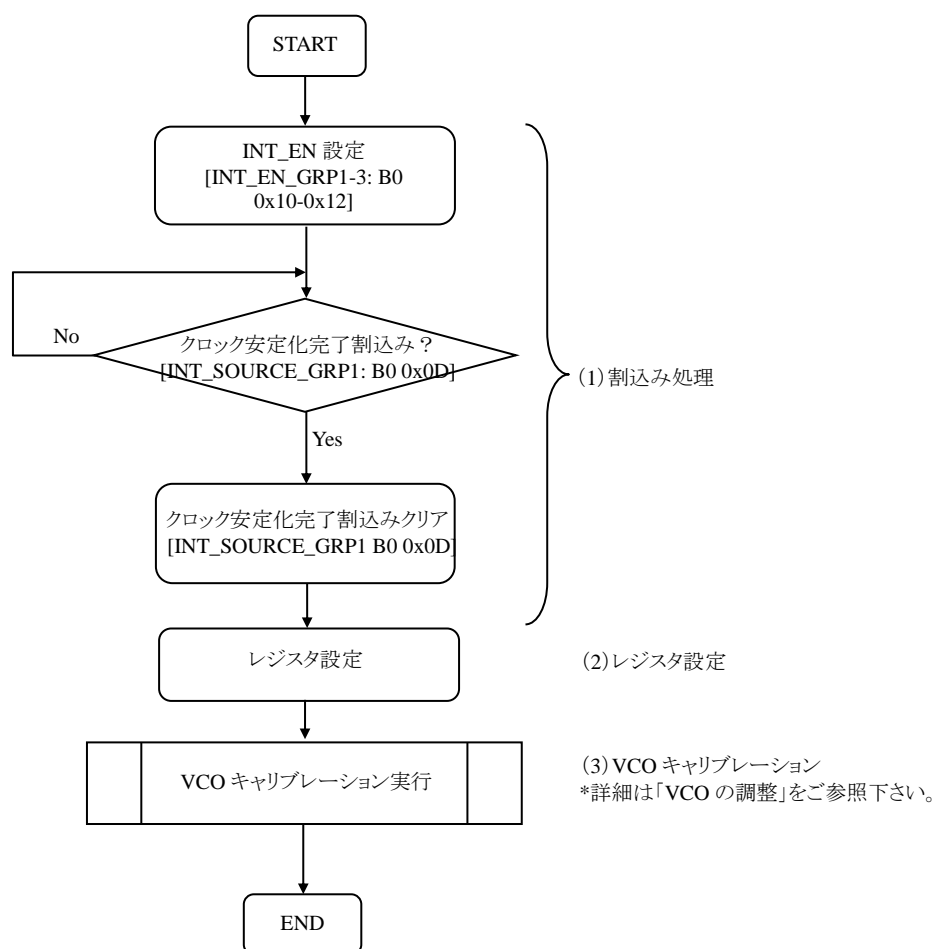 START
INT_EN 設定
[INT_EN_GRP1-3: B0
0x10-0x12]
No
クロック安定化完了割込み？
[INT_SOURCE_GRP1: B0 0x0D]
(1)割込み処理
Yes
クロック安定化完了割込みクリア
[INT_SOURCE_GRP1 B0 0x0D]
レジスタ設定
(2)レジスタ設定
VCO キャリブレーション実行
(3)VCO キャリブレーション
*詳細は「VCO の調整」をご参照下さい。
END